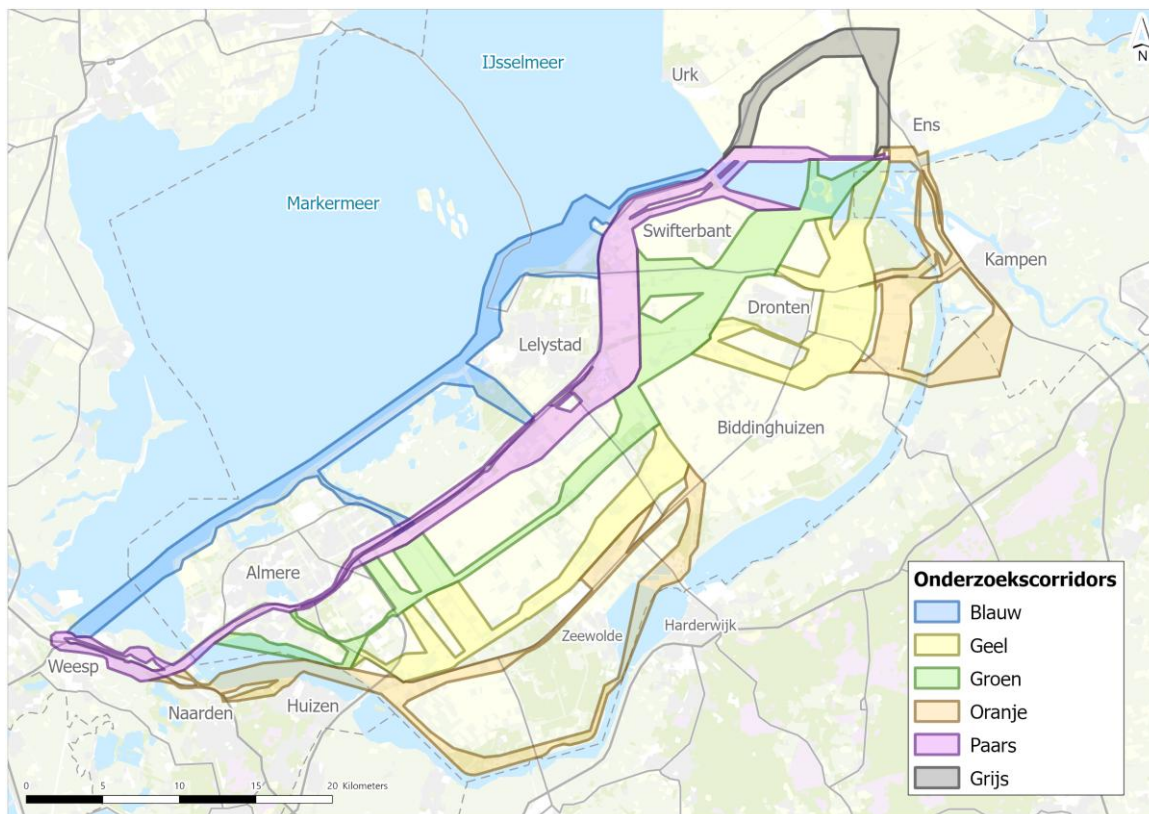 N
IJsselmeer
Urk
Ens
Markermeer
Swifterbant
Kampen
Dronten
Lelystad
Biddinghuizen
Almere
Zeewolde
Harderwijk
Weesp
Naarden
Huizen
Onderzoekscorridors
Blauw
Geel
Groen
Oranje
Paars
Grijs
0 5 10 15 20 Kilometers